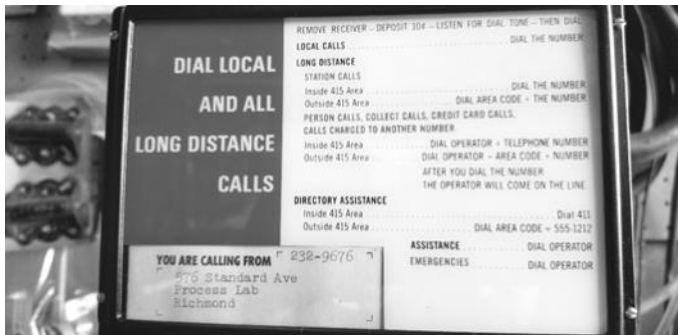 DIAL LOCAL
AND ALL
LONG DISTANCE
CALLS
REMOVE RECEIVER – DEPOSIT 10¢ – LISTEN FOR DIAL TONE – THEN DIAL
LOCAL CALLS DIAL THE NUMBER
LONG DISTANCE
STATION CALLS
Inside 415 Area DIAL THE NUMBER
Outside 415 Area DIAL AREA CODE + THE NUMBER
PERSON CALLS, COLLECT CALLS, CREDIT CARD CALLS,
CALLS CHARGED TO ANOTHER NUMBER
Inside 415 Area DIAL OPERATOR + TELEPHONE NUMBER
Outside 415 Area DIAL OPERATOR + AREA CODE + NUMBER
AFTER YOU DIAL THE NUMBER
THE OPERATOR WILL COME ON THE LINE
DIRECTORY ASSISTANCE
Inside 415 Area Dial 411
Outside 415 Area DIAL AREA CODE + 555-1212
ASSISTANCE DIAL OPERATOR
EMERGENCIES DIAL OPERATOR
YOU ARE CALLING FROM 232-9676
576 Standard Ave
Process Lab
Richmond